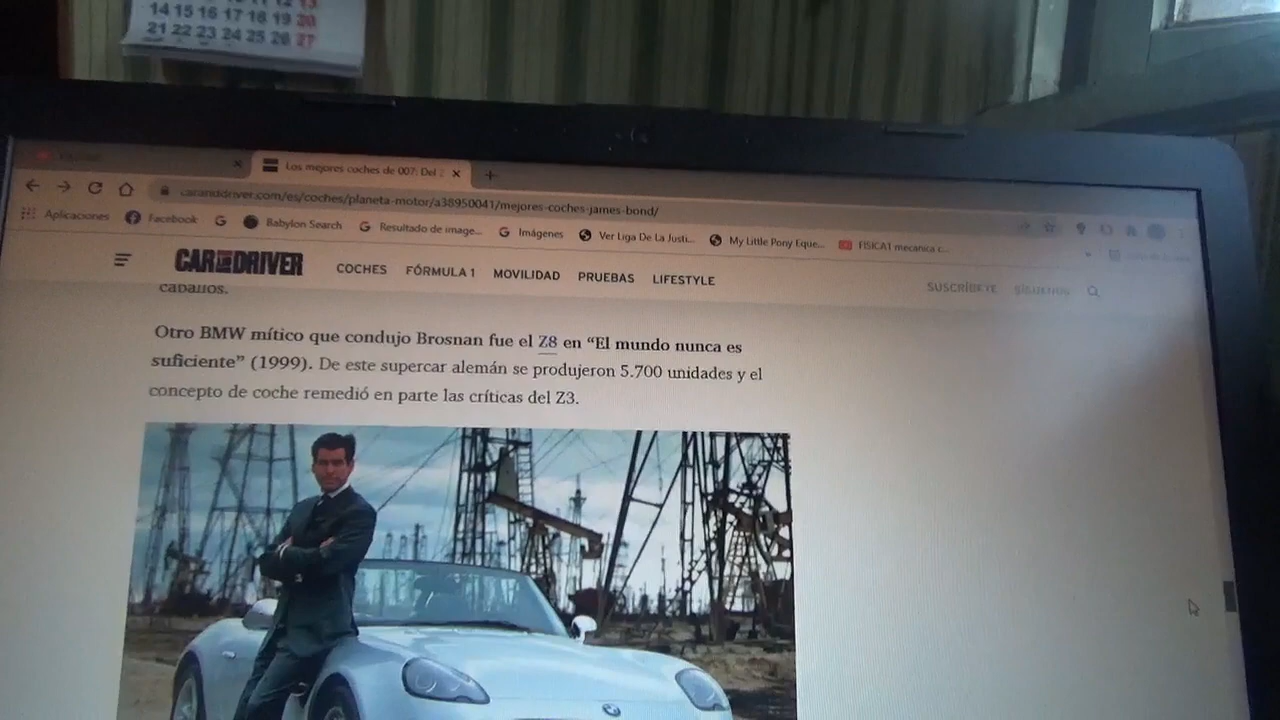 14 15 16 17 18 19 20
21 22 23 24 25 26 27
Los mejores coches de 007: Del
caranddriver.com/es/coches/planeta-motor/a38950041/mejores-coches-james-bond/
Aplicaciones Facebook Babylon Search Resultado de image... Imágenes Ver Liga De La Justi... My Little Pony Eque... FISICA1 mecanica c...
CAR AND DRIVER COCHES FÓRMULA 1 MOVILIDAD PRUEBAS LIFESTYLE SUSCRÍBETE SÍGUENOS
caballos.
Otro BMW mítico que condujo Brosnan fue el Z8 en “El mundo nunca es
suficiente” (1999). De este supercar alemán se produjeron 5.700 unidades y el
concepto de coche remedió en parte las críticas del Z3.